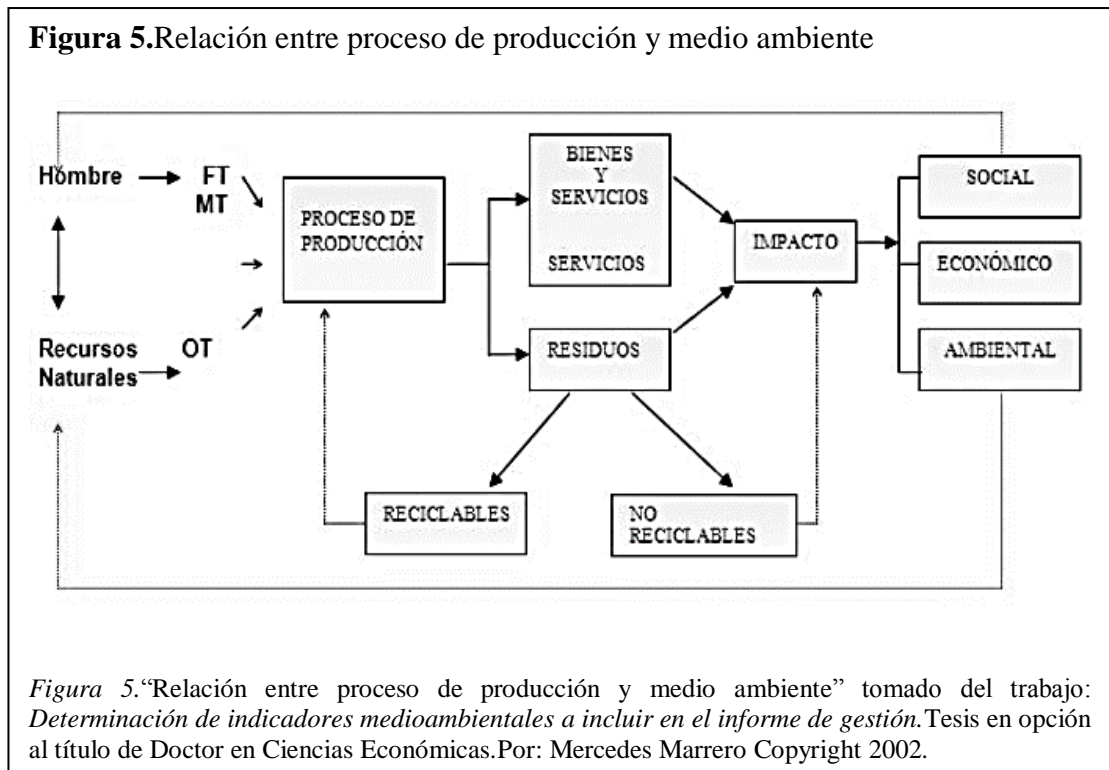 Figura 5.Relación entre proceso de producción y medio ambiente
Hombre
FT
MT
Recursos
Naturales
OT
PROCESO DE
PRODUCCIÓN
BIENES
Y
SERVICIOS
SERVICIOS
RESIDUOS
RECICLABLES
NO
RECICLABLES
IMPACTO
SOCIAL
ECONÓMICO
AMBIENTAL
Figura 5.“Relación entre proceso de producción y medio ambiente” tomado del trabajo:
Determinación de indicadores medioambientales a incluir en el informe de gestión.Tesis en opción
al título de Doctor en Ciencias Económicas.Por: Mercedes Marrero Copyright 2002.